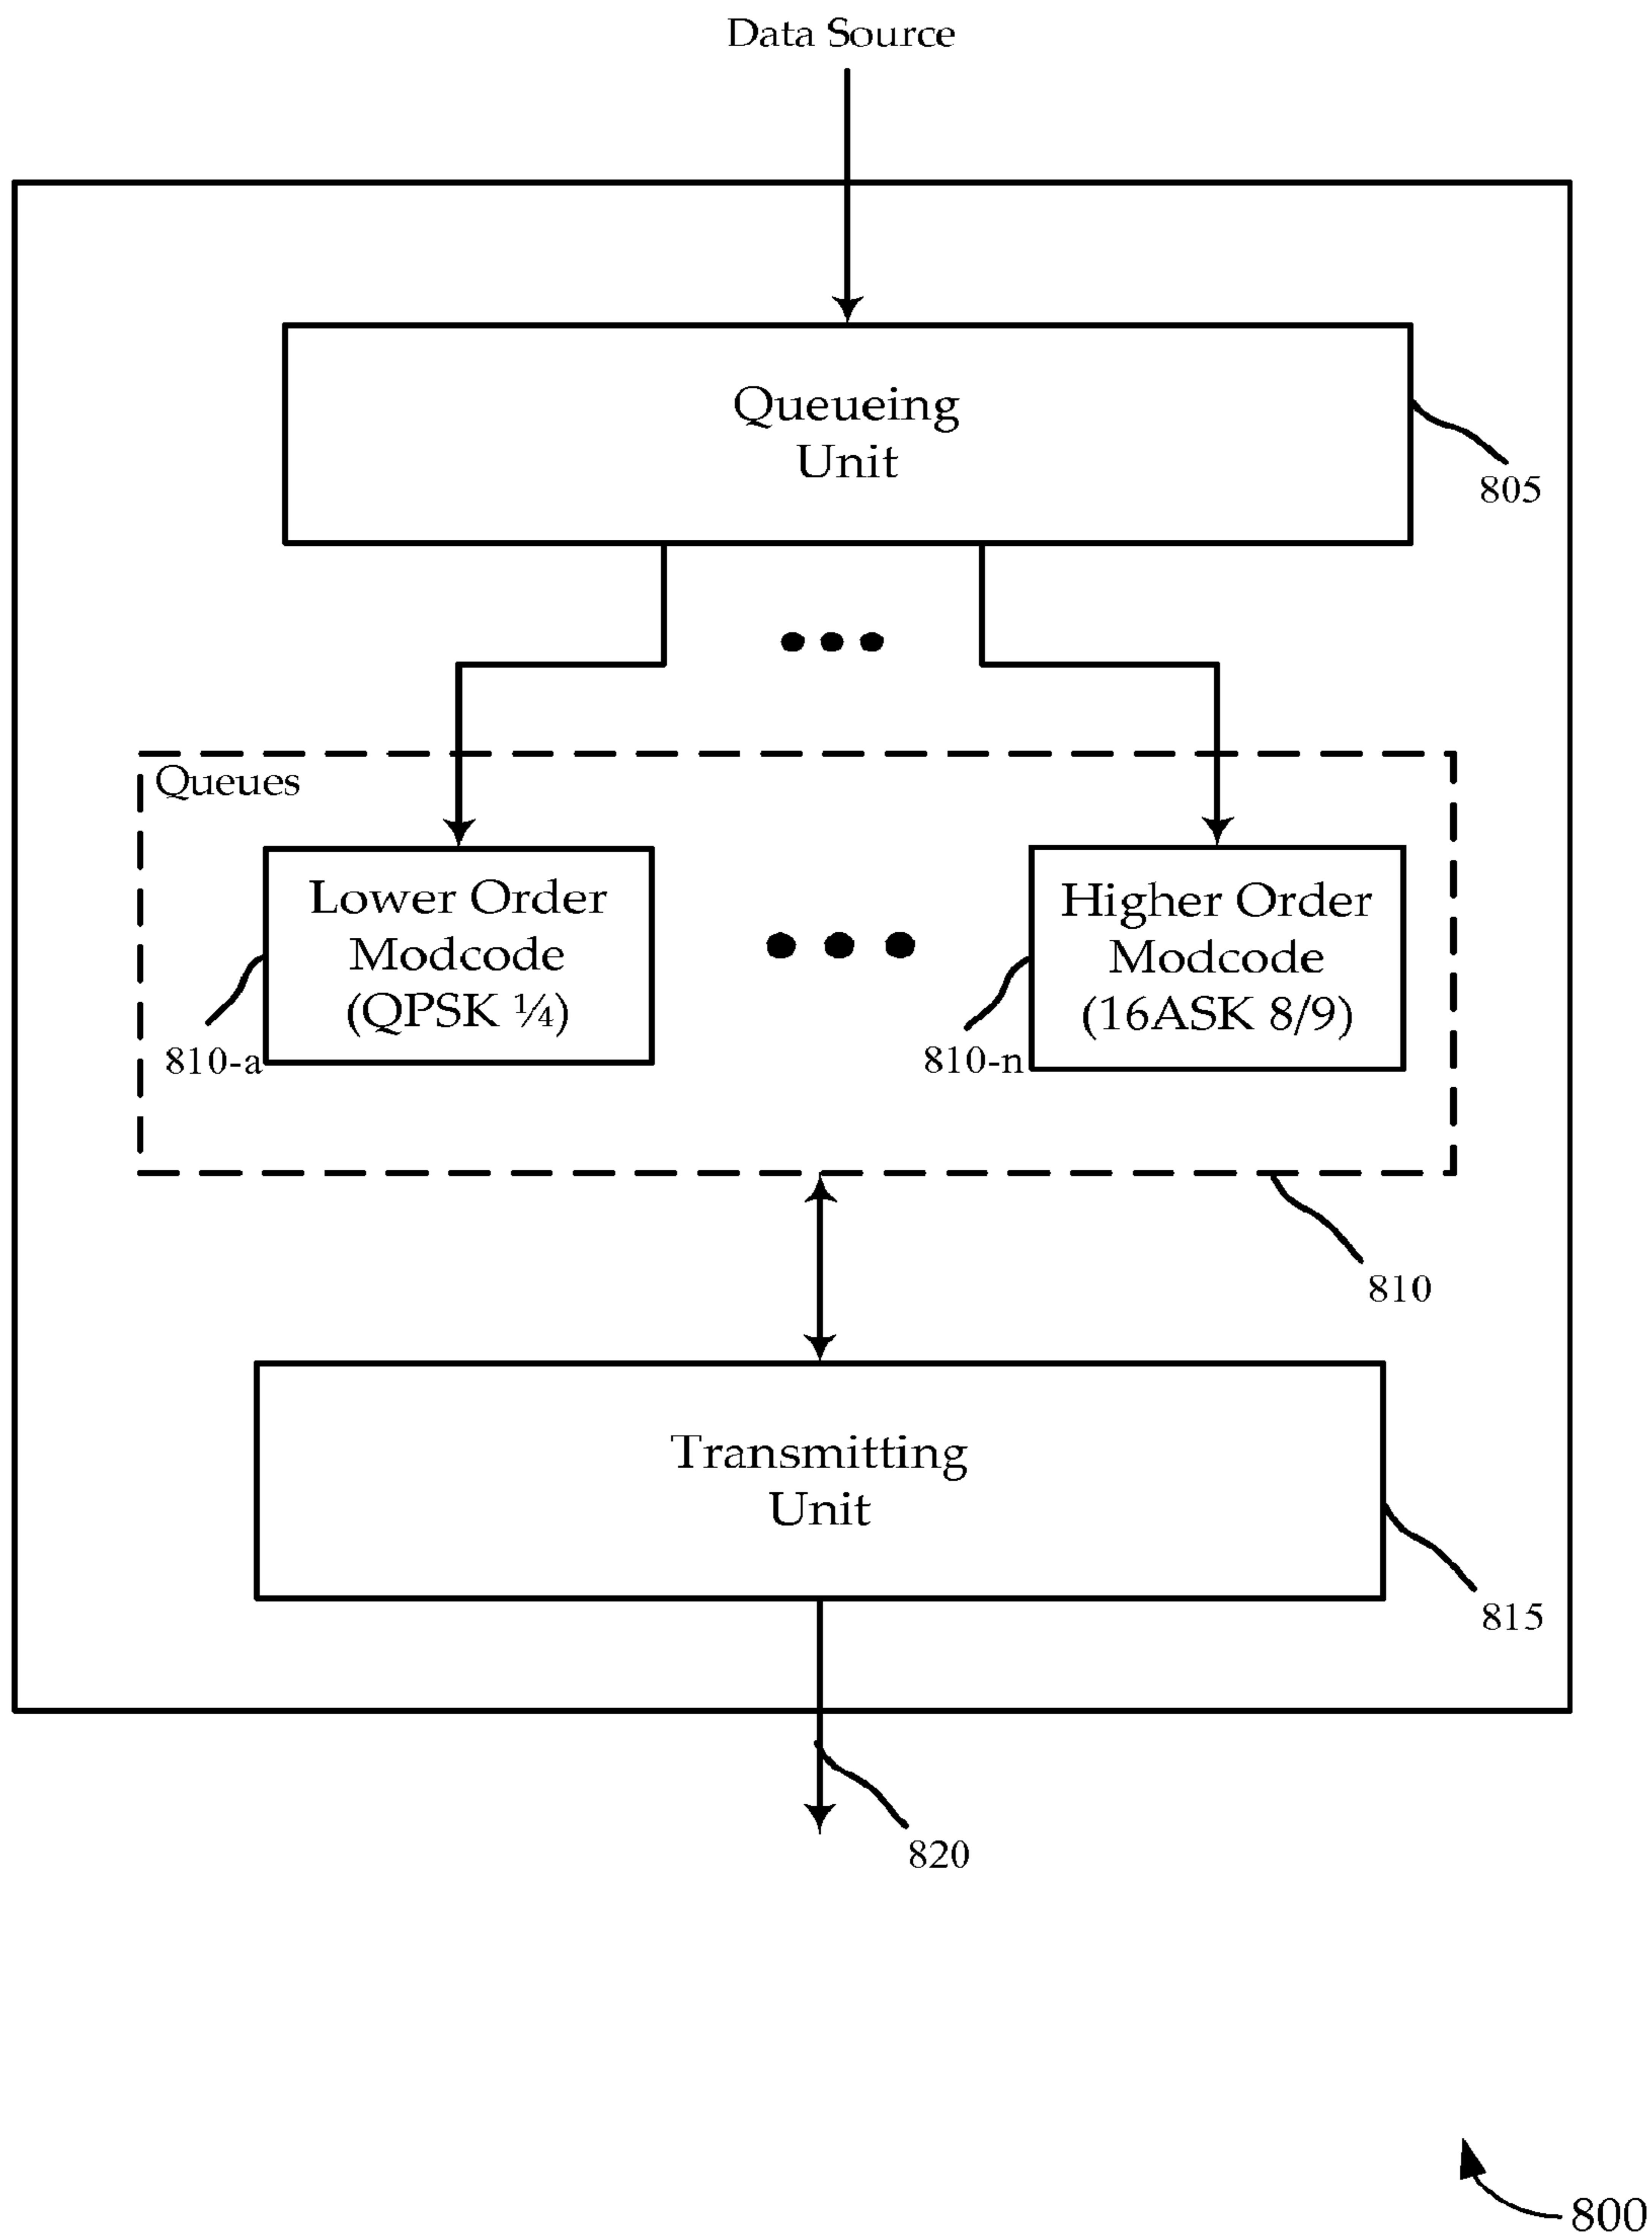 Data Source
Queueing
Unit
805
Queues
Lower Order
Modcode
(QPSK ¼)
810-a
Higher Order
Modcode
(16ASK 8/9)
810-n
810
Transmitting
Unit
815
820
800